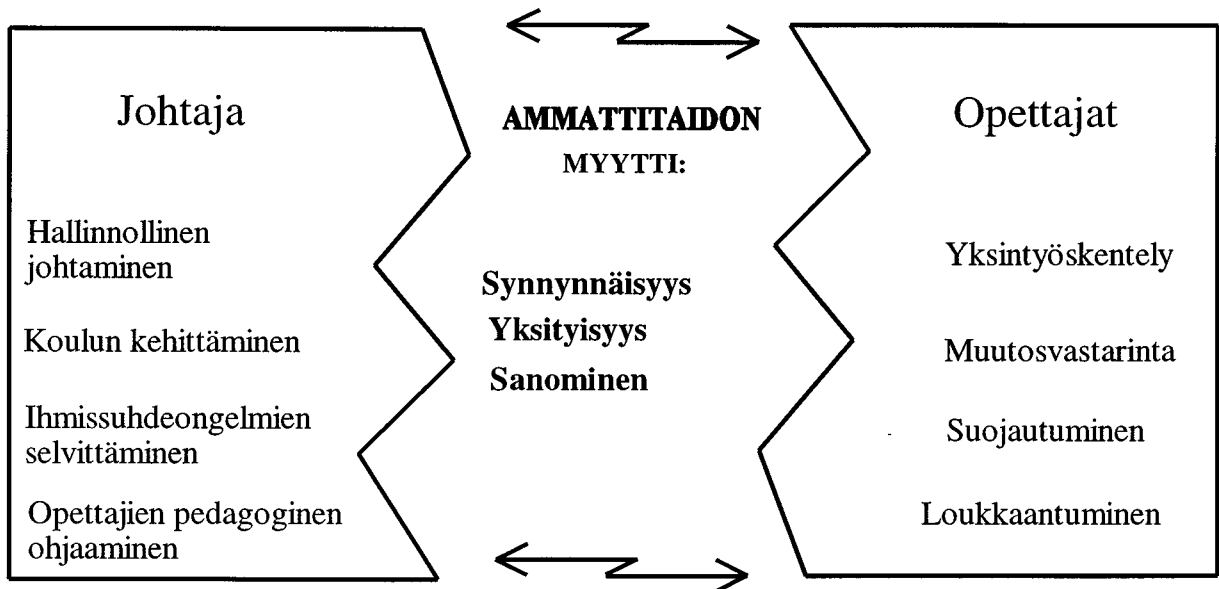 Johtaja
Hallinnollinen
johtaminen
Koulun kehittäminen
Ihmissuhdeongelmien
selvittäminen
Opettajien pedagoginen
ohjaaminen
AMMATTITAIDON
MYYTTI:
Synnynnäisyys
Yksityisyys
Sanominen
Opettajat
Yksintyöskentely
Muutosvastarinta
Suojautuminen
Loukkaantuminen